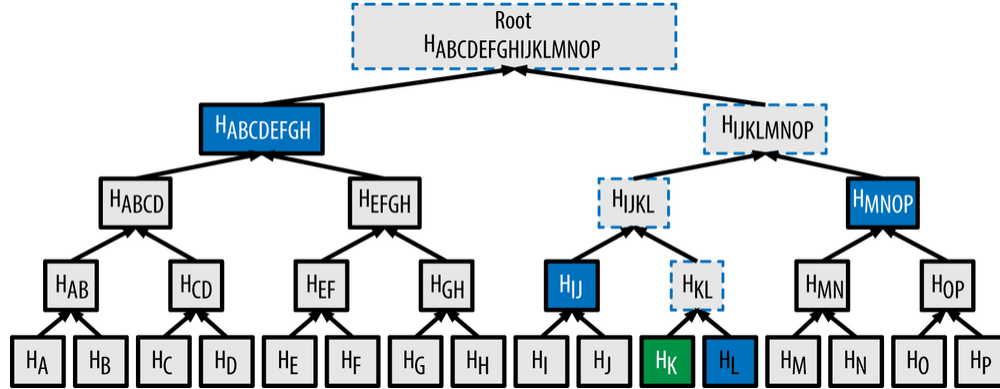 Root
HABCDEFGHIJKLMNOP
HABCDEFGH
HIJKLMNOP
HABCD
HEFGH
HIJKL
HMNOP
HAB
HCD
HEF
HGH
HIJ
HKL
HMN
HOP
HA
HB
HC
HD
HE
HF
HG
HH
HI
HJ
HK
HL
HM
HN
HO
HP